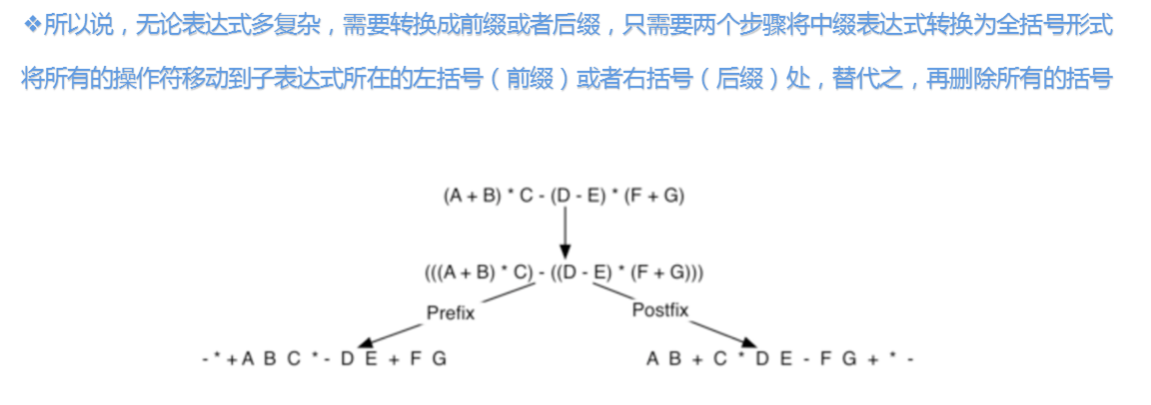 ❖所以说，无论表达式多复杂，需要转换成前缀或者后缀，只需要两个步骤将中缀表达式转换为全括号形式
将所有的操作符移动到子表达式所在的左括号（前缀）或者右括号（后缀）处，替代之，再删除所有的括号
(A + B) * C - (D - E) * (F + G)
(((A + B) * C) - ((D - E) * (F + G)))
Prefix Postfix
- * + A B C * - D E + F G A B + C * D E - F G + * -